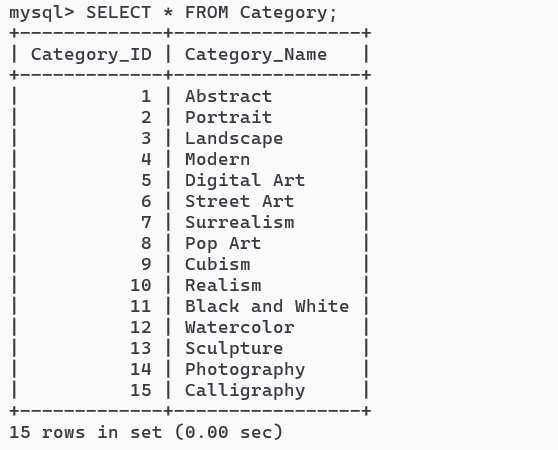 mysql> SELECT * FROM Category;
+-------------+-----------------+
| Category_ID | Category_Name   |
+-------------+-----------------+
|           1 | Abstract        |
|           2 | Portrait        |
|           3 | Landscape       |
|           4 | Modern          |
|           5 | Digital Art     |
|           6 | Street Art      |
|           7 | Surrealism      |
|           8 | Pop Art         |
|           9 | Cubism          |
|          10 | Realism         |
|          11 | Black and White |
|          12 | Watercolor      |
|          13 | Sculpture       |
|          14 | Photography     |
|          15 | Calligraphy     |
+-------------+-----------------+
15 rows in set (0.00 sec)